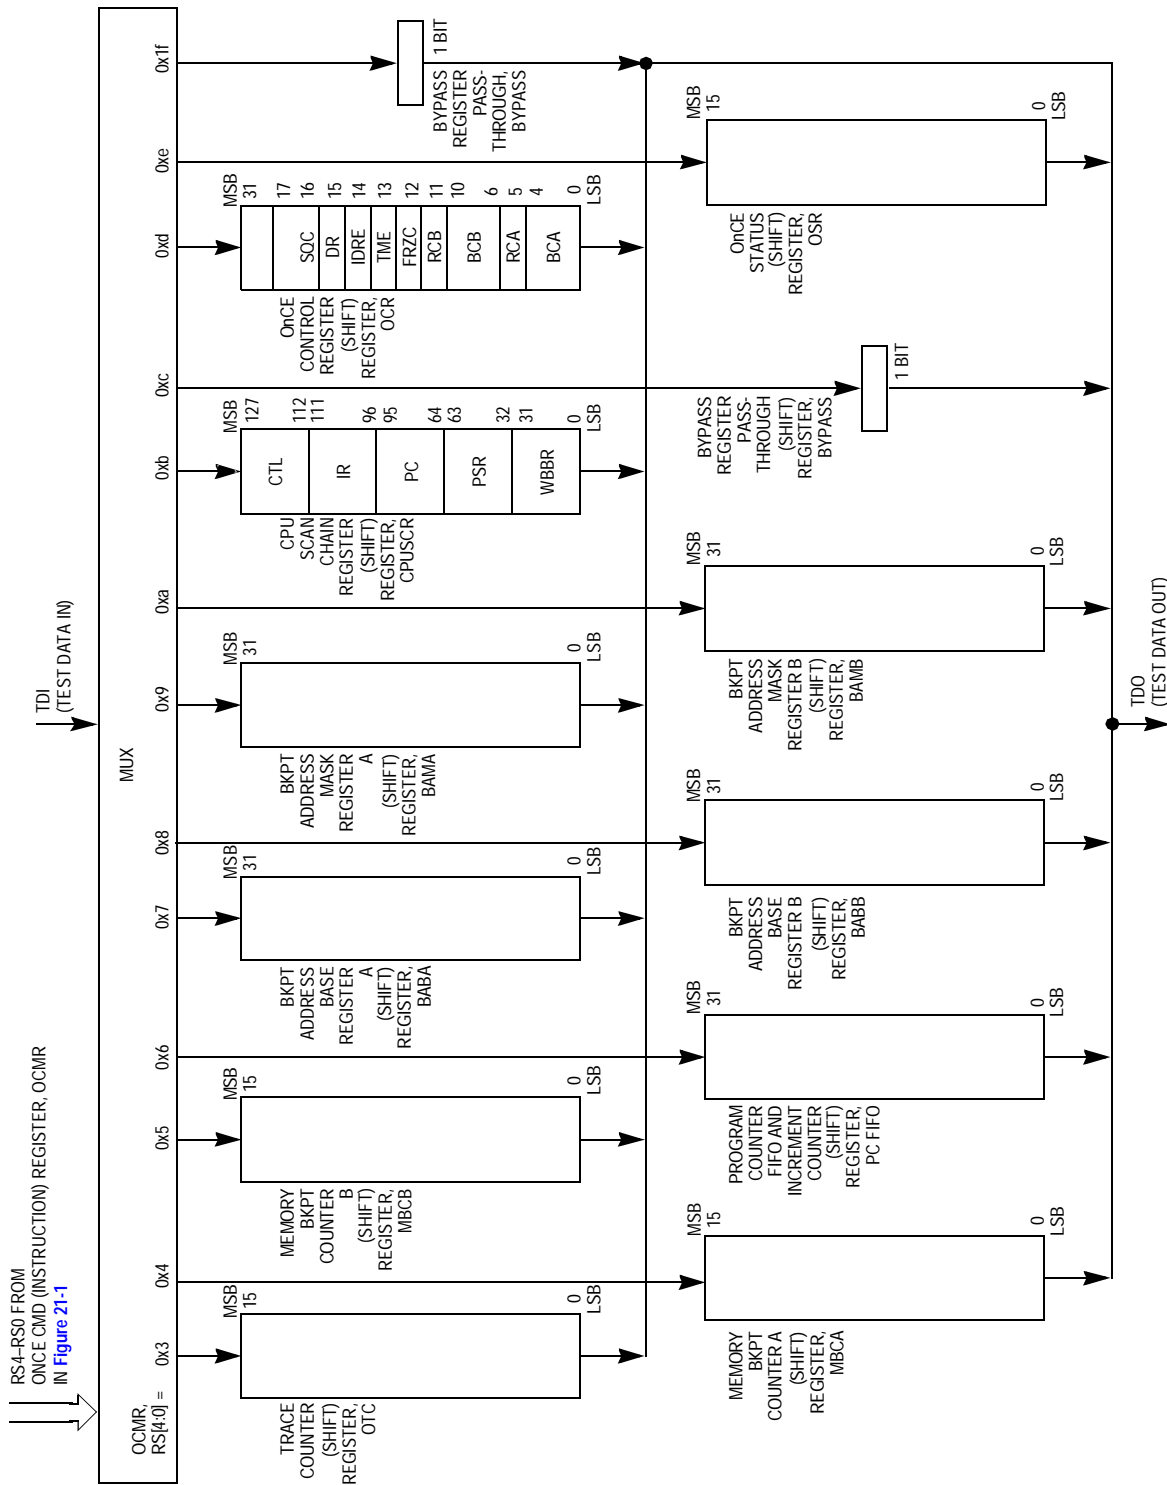 RS4–RS0 FROM
ONCE CMD (INSTRUCTION) REGISTER, OCMR
IN Figure 21-1
TDI
(TEST DATA IN)
MUX
OCMR,
RS[4:0] =
0x3
0x4
0x5
0x6
0x7
0x8
0x9
0xa
0xb
0xc
0xd
0xe
0x1f
TRACE
COUNTER
(SHIFT)
REGISTER,
OTC
MSB
15
0
LSB
MEMORY
BKPT
COUNTER
B
(SHIFT)
REGISTER,
MBCB
MSB
15
0
LSB
BKPT
ADDRESS
BASE
REGISTER
A
(SHIFT)
REGISTER,
BABA
MSB
31
0
LSB
BKPT
ADDRESS
MASK
REGISTER
A
(SHIFT)
REGISTER,
BAMA
MSB
31
0
LSB
CPU
SCAN
CHAIN
REGISTER
(SHIFT)
REGISTER,
CPUSCR
MSB
127
CTL
112
111
IR
96
95
PC
64
63
PSR
32
31
WBBR
0
LSB
OnCE
CONTROL
REGISTER
(SHIFT)
REGISTER,
OCR
MSB
31
17
SQC
16
DR
15
IDRE
14
TME
13
FRZC
12
RCB
11
BCB
10
6
RCA
5
BCA
4
0
LSB
BYPASS
REGISTER
PASS-
THROUGH,
BYPASS
1 BIT
MEMORY
BKPT
COUNTER A
(SHIFT)
REGISTER,
MBCA
MSB
15
0
LSB
PROGRAM
COUNTER
FIFO AND
INCREMENT
COUNTER
(SHIFT)
REGISTER,
PC FIFO
MSB
31
0
LSB
BKPT
ADDRESS
BASE
REGISTER B
(SHIFT)
REGISTER,
BABB
MSB
31
0
LSB
BKPT
ADDRESS
MASK
REGISTER B
(SHIFT)
REGISTER,
BAMB
MSB
31
0
LSB
BYPASS
REGISTER
PASS-
THROUGH
(SHIFT)
REGISTER,
BYPASS
1 BIT
OnCE
STATUS
(SHIFT)
REGISTER,
OSR
MSB
15
0
LSB
TDO
(TEST DATA OUT)